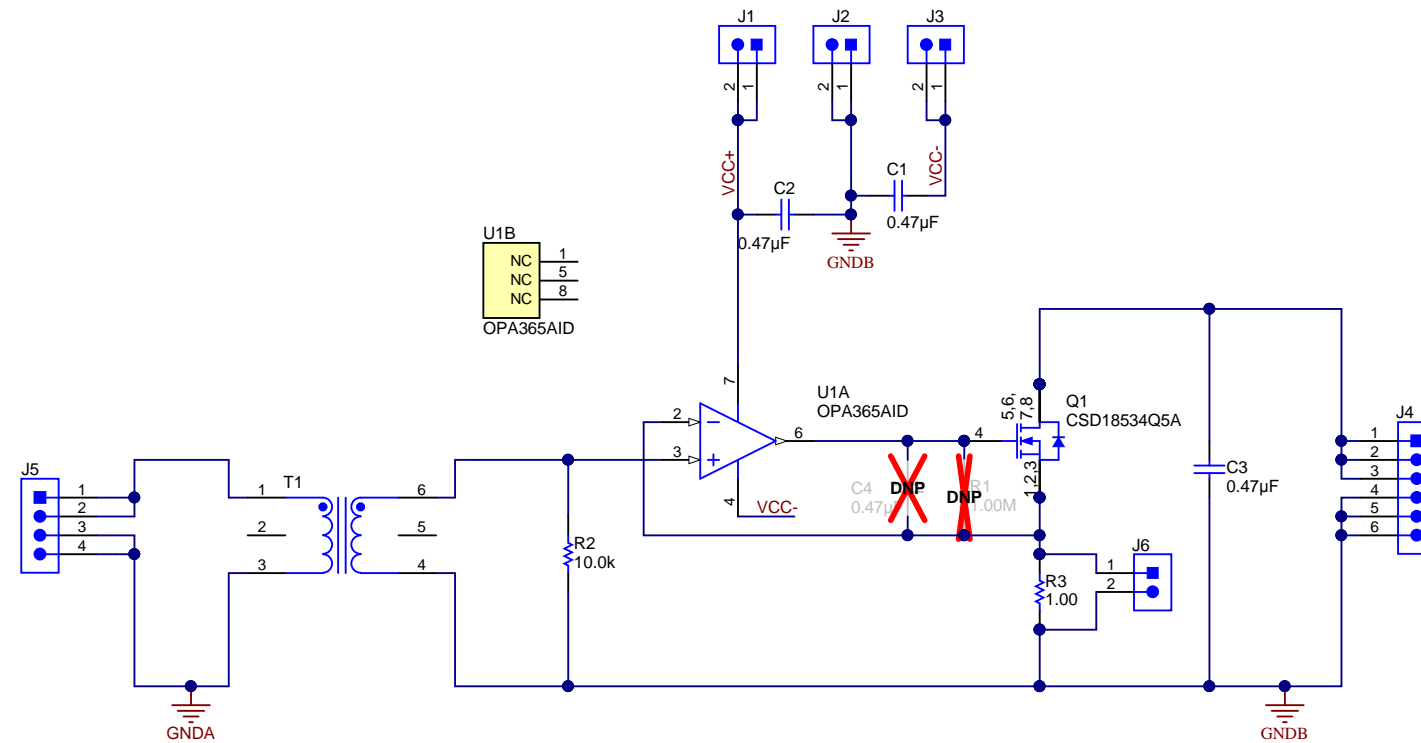 J1
J2
J3
2
1
2
1
2
1
VCC+
VCC-
C2
0.47µF
C1
0.47µF
GNDB
U1B
NC
1
NC
5
NC
8
OPA365AID
7
U1A
OPA365AID
2
3
6
4
VCC-
C4
0.47µ
DNP
DNP
R1
1.00M
4
5,6,
7,8
1,2,3
Q1
CSD18534Q5A
C3
0.47µF
J4
1
2
3
4
5
6
J5
1
2
3
4
T1
1
2
3
6
5
4
R2
10.0k
R3
1.00
J6
1
2
GNDA
GNDB